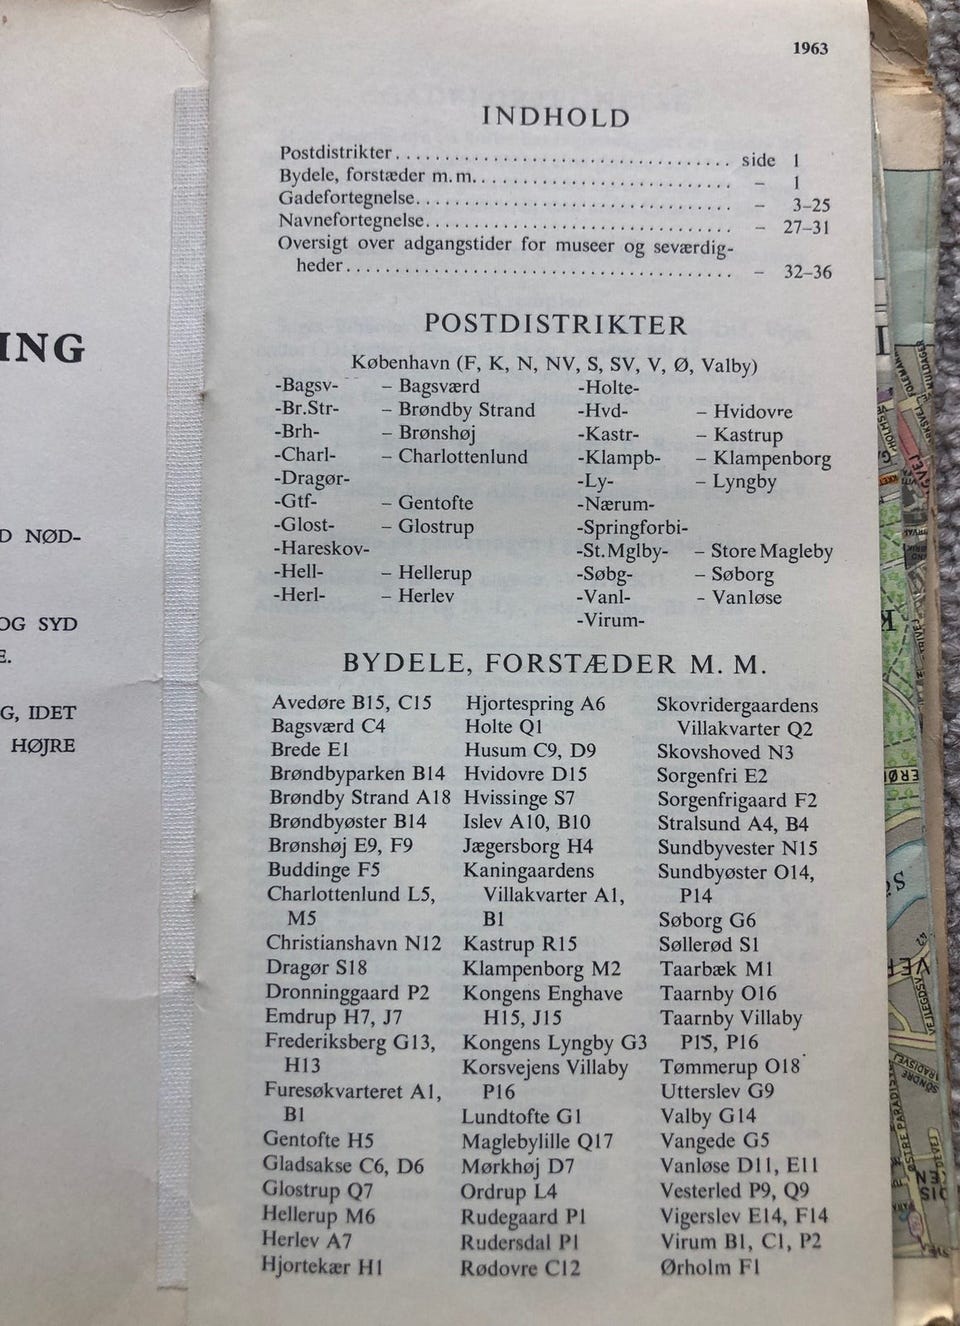 ING
D NØD-
OG SYD
E.
G, IDET
HØJRE
1963
INDHOLD
Postdistrikter.................................. side 1
Bydele, forstæder m.m........................... – 1
Gadefortegnelse................................. – 3–25
Navnefortegnelse................................ – 27–31
Oversigt over adgangstider for museer og seværdig-
heder........................................ – 32–36
POSTDISTRIKTER
København (F, K, N, NV, S, SV, V, Ø, Valby)
-Bagsv- – Bagsværd -Holte-
-Br.Str- – Brøndby Strand -Hvd- – Hvidovre
-Brh- – Brønshøj -Kastr- – Kastrup
-Charl- – Charlottenlund -Klampb- – Klampenborg
-Dragør- -Ly- – Lyngby
-Gtf- – Gentofte -Nærum-
-Glost- – Glostrup -Springforbi-
-Hareskov- -St.Mglby- – Store Magleby
-Hell- – Hellerup -Søbg- – Søborg
-Herl- – Herlev -Vanl- – Vanløse
-Virum-
BYDELE, FORSTÆDER M. M.
Avedøre B15, C15
Bagsværd C4
Brede E1
Brøndbyparken B14
Brøndby Strand A18
Brøndbyøster B14
Brønshøj E9, F9
Buddinge F5
Charlottenlund L5,
M5
Christianshavn N12
Dragør S18
Dronninggaard P2
Emdrup H7, J7
Frederiksberg G13,
H13
Furesøkvarteret A1,
B1
Gentofte H5
Gladsakse C6, D6
Glostrup Q7
Hellerup M6
Herlev A7
Hjortekær H1
Hjortespring A6
Holte Q1
Husum C9, D9
Hvidovre D15
Hvissinge S7
Islev A10, B10
Jægersborg H4
Kaningaardens
Villakvarter A1,
B1
Kastrup R15
Klampenborg M2
Kongens Enghave
H15, J15
Kongens Lyngby G3
Korsvejens Villaby
P16
Lundtofte G1
Maglebylille Q17
Mørkhøj D7
Ordrup L4
Rudegaard P1
Rudersdal P1
Rødovre C12
Skovridergaardens
Villakvarter Q2
Skovshoved N3
Sorgenfri E2
Sorgenfrigaard F2
Stralsund A4, B4
Sundbyvester N15
Sundbyøster O14,
P14
Søborg G6
Søllerød S1
Taarbæk M1
Taarnby O16
Taarnby Villaby
P15, P16
Tømmerup O18
Utterslev G9
Valby G14
Vangede G5
Vanløse D11, E11
Vesterled P9, Q9
Vigerslev E14, F14
Virum B1, C1, P2
Ørholm F1